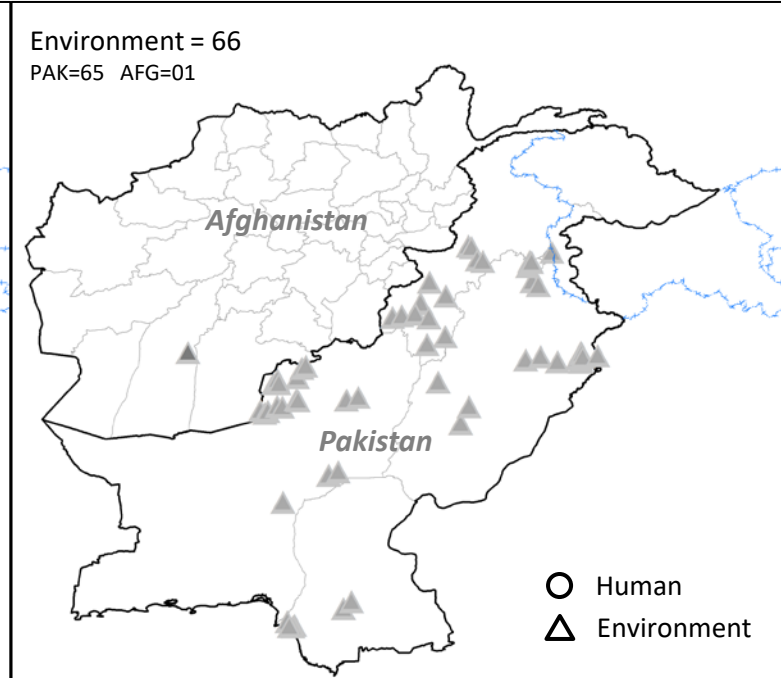 Environment = 66
PAK=65 AFG=01
Afghanistan
Pakistan
Human
Environment